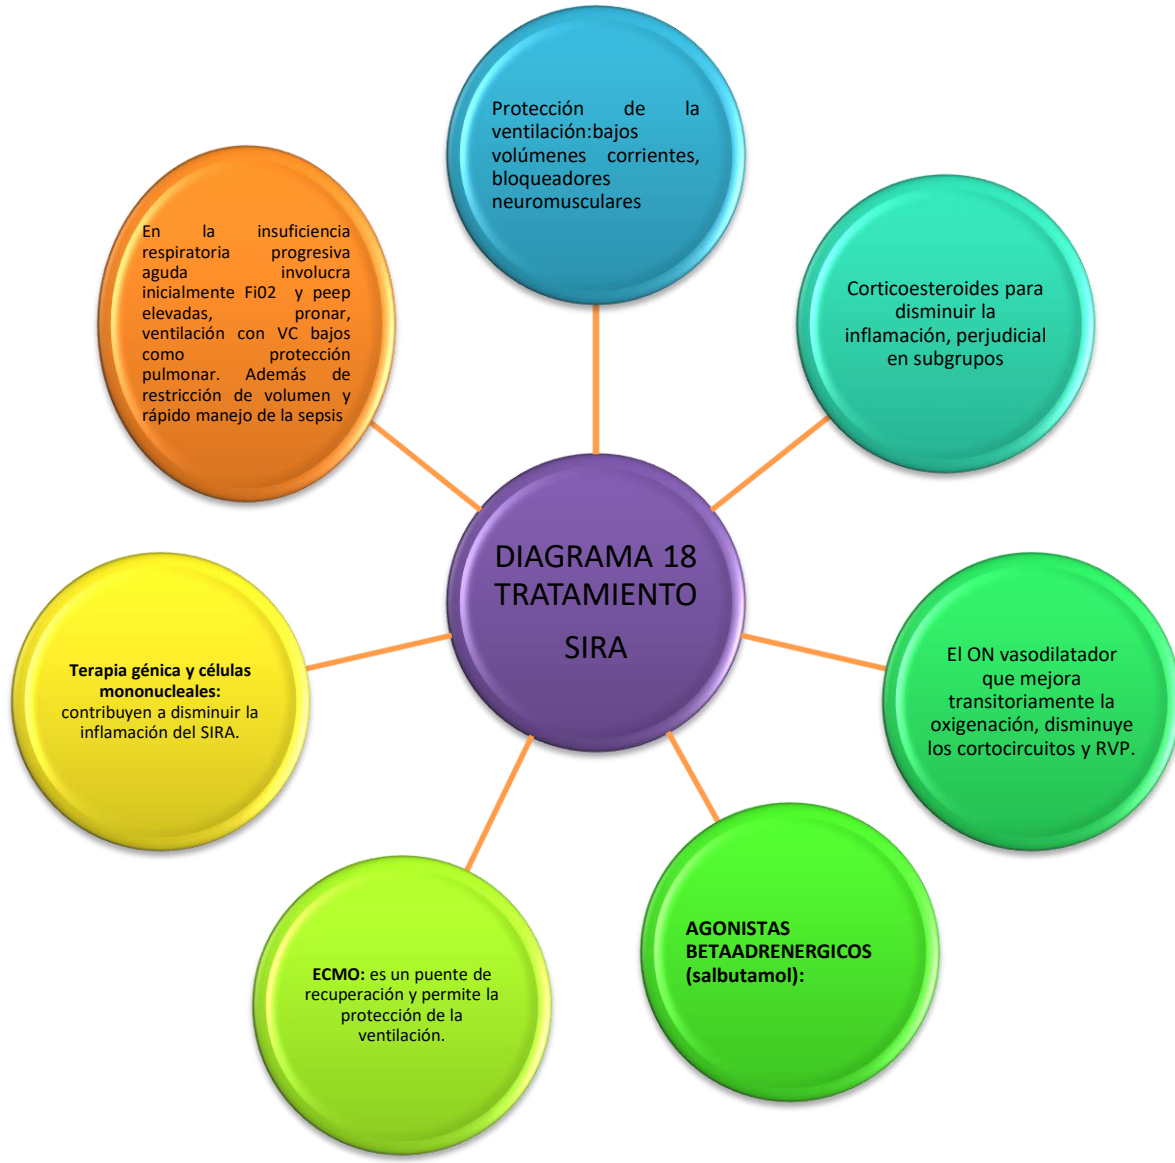 Protección de la
ventilación:bajos
volúmenes corrientes,
bloqueadores
neuromusculares
Corticoesteroides para
disminuir la
inflamación, perjudicial
en subgrupos
El ON vasodilatador
que mejora
transitoriamente la
oxigenación, disminuye
los cortocircuitos y RVP.
AGONISTAS
BETAADRENERGICOS
(salbutamol):
ECMO: es un puente de
recuperación y permite la
protección de la
ventilación.
Terapia génica y células
mononucleales:
contribuyen a disminuir la
inflamación del SIRA.
En la insuficiencia
respiratoria progresiva
aguda involucra
inicialmente Fi02 y peep
elevadas, pronar,
ventilación con VC bajos
como protección
pulmonar. Además de
restricción de volumen y
rápido manejo de la sepsis
DIAGRAMA 18
TRATAMIENTO
SIRA